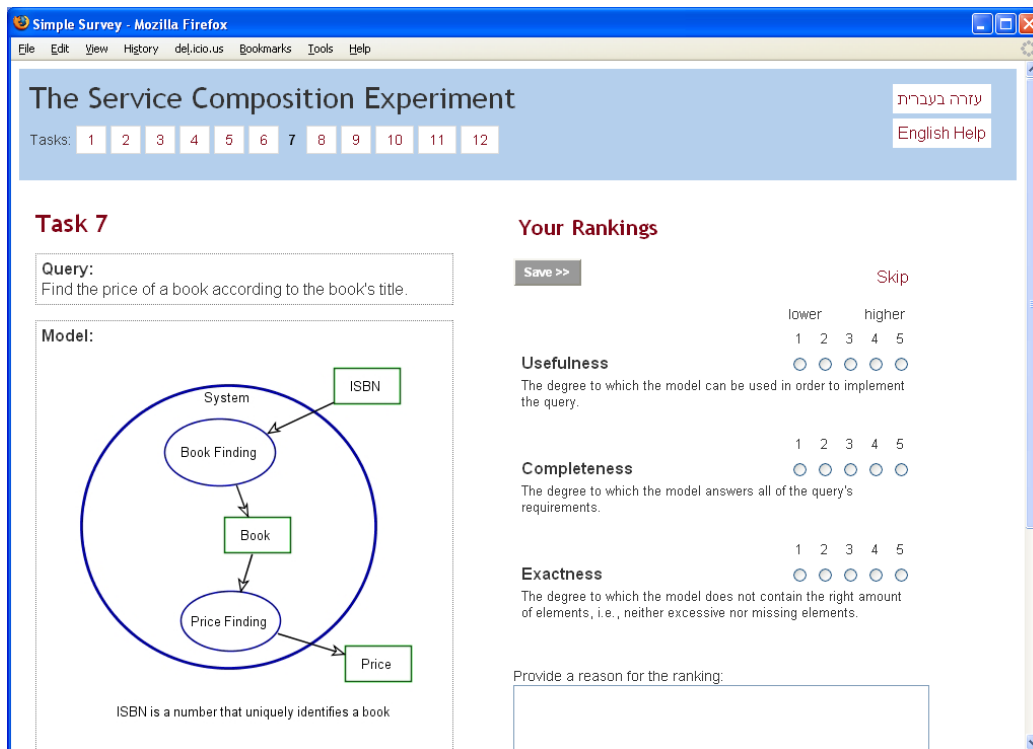 Simple Survey - Mozilla Firefox
File Edit View History del.icio.us Bookmarks Tools Help
The Service Composition Experiment
עזרה בעברית
Tasks: 1 2 3 4 5 6 7 8 9 10 11 12
English Help
Task 7
Query:
Find the price of a book according to the book's title.
Model:
ISBN
System
Book Finding
Book
Price Finding
Price
ISBN is a number that uniquely identifies a book
Your Rankings
Save >>
Skip
lower higher
1 2 3 4 5
Usefulness
The degree to which the model can be used in order to implement
the query.
1 2 3 4 5
Completeness
The degree to which the model answers all of the query's
requirements.
1 2 3 4 5
Exactness
The degree to which the model does not contain the right amount
of elements, i.e., neither excessive nor missing elements.
Provide a reason for the ranking: